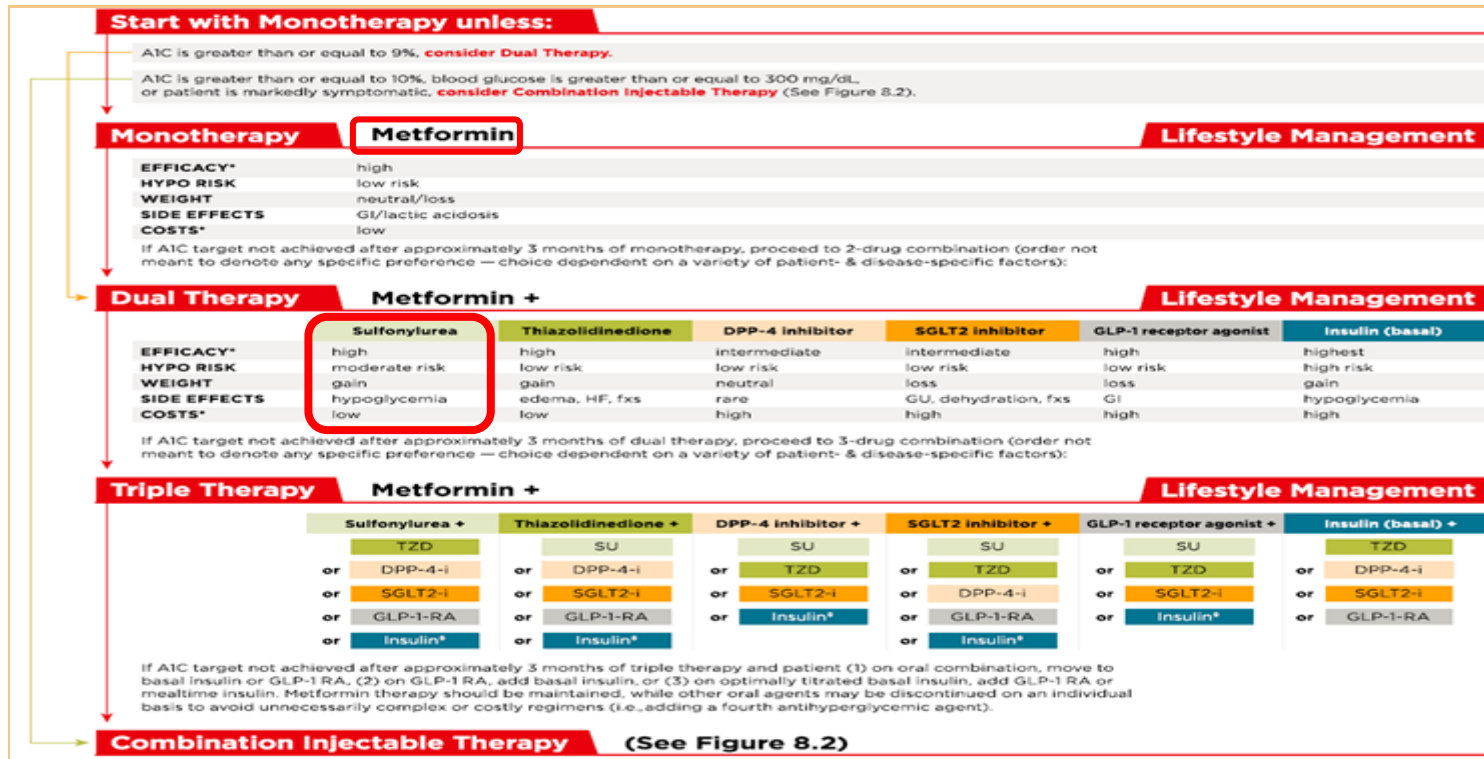 Start with Monotherapy unless:
A1C is greater than or equal to 9%, consider Dual Therapy.
A1C is greater than or equal to 10%, blood glucose is greater than or equal to 300 mg/dL,
or patient is markedly symptomatic, consider Combination Injectable Therapy (See Figure 8.2).
Monotherapy Metformin Lifestyle Management
EFFICACY* high
HYPO RISK low risk
WEIGHT neutral/loss
SIDE EFFECTS GI/lactic acidosis
COSTS* low
If A1C target not achieved after approximately 3 months of monotherapy, proceed to 2-drug combination (order not
meant to denote any specific preference — choice dependent on a variety of patient- & disease-specific factors):
Dual Therapy Metformin + Lifestyle Management
Sulfonylurea Thiazolidinedione DPP-4 inhibitor SGLT2 inhibitor GLP-1 receptor agonist Insulin (basal)
EFFICACY* high high intermediate intermediate high highest
HYPO RISK moderate risk low risk low risk low risk low risk high risk
WEIGHT gain gain neutral loss loss gain
SIDE EFFECTS hypoglycemia edema, HF, fxs rare GU, dehydration, fxs GI hypoglycemia
COSTS* low low high high high high
If A1C target not achieved after approximately 3 months of dual therapy, proceed to 3-drug combination (order not
meant to denote any specific preference — choice dependent on a variety of patient- & disease-specific factors):
Triple Therapy Metformin + Lifestyle Management
Sulfonylurea + Thiazolidinedione + DPP-4 inhibitor + SGLT2 inhibitor + GLP-1 receptor agonist + Insulin (basal) +
TZD SU SU SU SU TZD
or DPP-4-i or DPP-4-i or TZD or TZD or TZD or DPP-4-i
or SGLT2-i or SGLT2-i or SGLT2-i or DPP-4-i or SGLT2-i or SGLT2-i
or GLP-1-RA or GLP-1-RA or Insulin* or GLP-1-RA or Insulin* or GLP-1-RA
or Insulin* or Insulin* or Insulin*
If A1C target not achieved after approximately 3 months of triple therapy and patient (1) on oral combination, move to
basal insulin or GLP-1 RA, (2) on GLP-1 RA, add basal insulin, or (3) on optimally titrated basal insulin, add GLP-1 RA or
mealtime insulin. Metformin therapy should be maintained, while other oral agents may be discontinued on an individual
basis to avoid unnecessarily complex or costly regimens (i.e., adding a fourth antihyperglycemic agent).
Combination Injectable Therapy (See Figure 8.2)